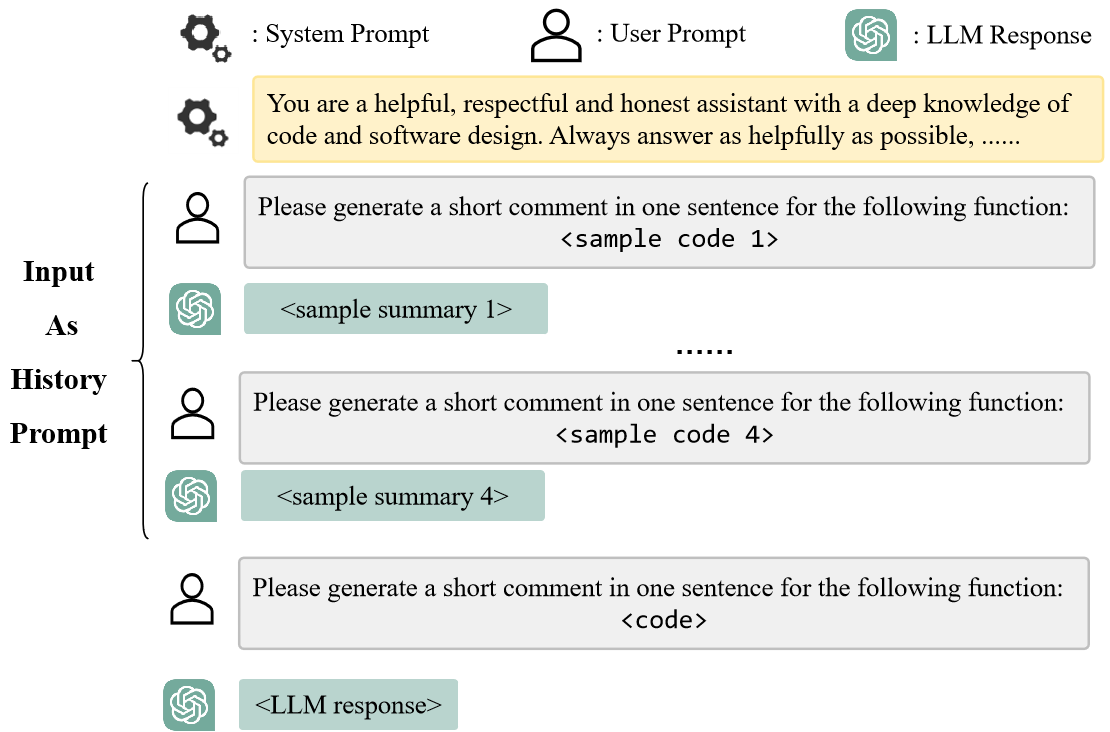 : System Prompt
: User Prompt
: LLM Response
You are a helpful, respectful and honest assistant with a deep knowledge of
code and software design. Always answer as helpfully as possible, ......
Input
As
History
Prompt
Please generate a short comment in one sentence for the following function:
<sample code 1>
<sample summary 1>
......
Please generate a short comment in one sentence for the following function:
<sample code 4>
<sample summary 4>
Please generate a short comment in one sentence for the following function:
<code>
<LLM response>